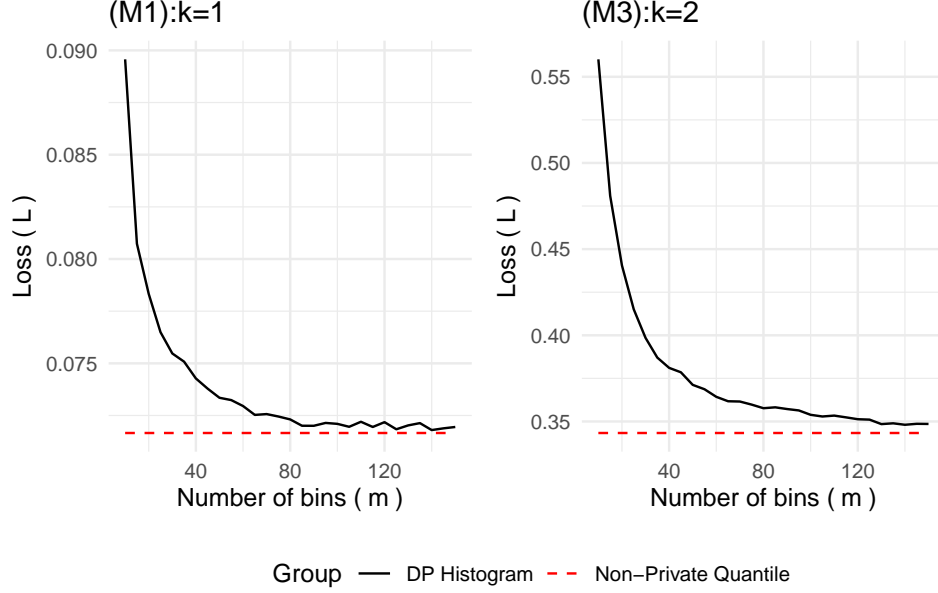 (M1):k=1
0.090
0.085
0.080
0.075
Loss ( L )
40 80 120
Number of bins ( m )
(M3):k=2
0.55
0.50
0.45
0.40
0.35
Loss ( L )
40 80 120
Number of bins ( m )
Group DP Histogram Non−Private Quantile